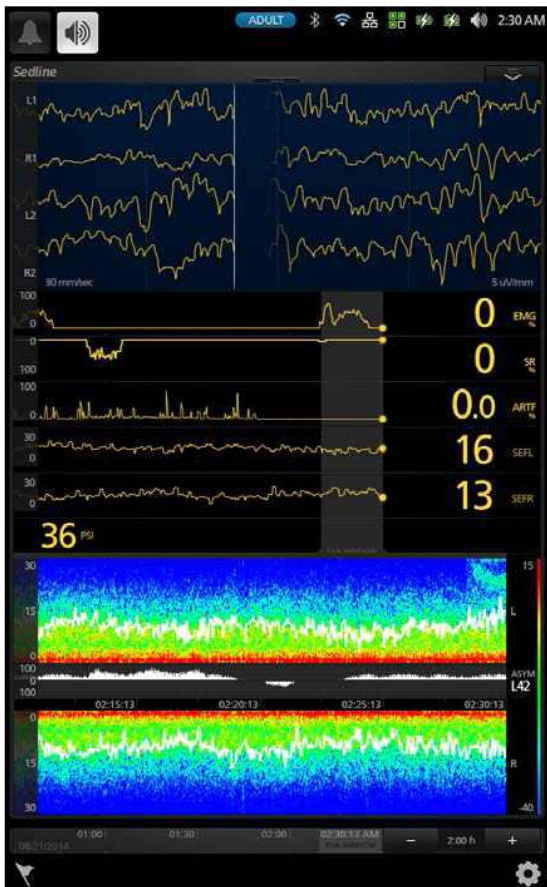 ADULT 2:30 AM
Sedline
L1
R1
L2
R2
30 mm/sec 5 uV/mm
100
0
0 EMG %
0
100
0 SR %
100
0
0.0 ARTF %
30
0
16 SEFL
30
0
13 SEFR
36 PSI
30 15
15 L
0
100 ASYM
0 L42
100
02:15:13 02:20:13 02:25:13 02:30:13
0
15 R
30 -40
01:00 01:30 02:00 02:30:13 AM
08/21/2014
- 2:00 h +